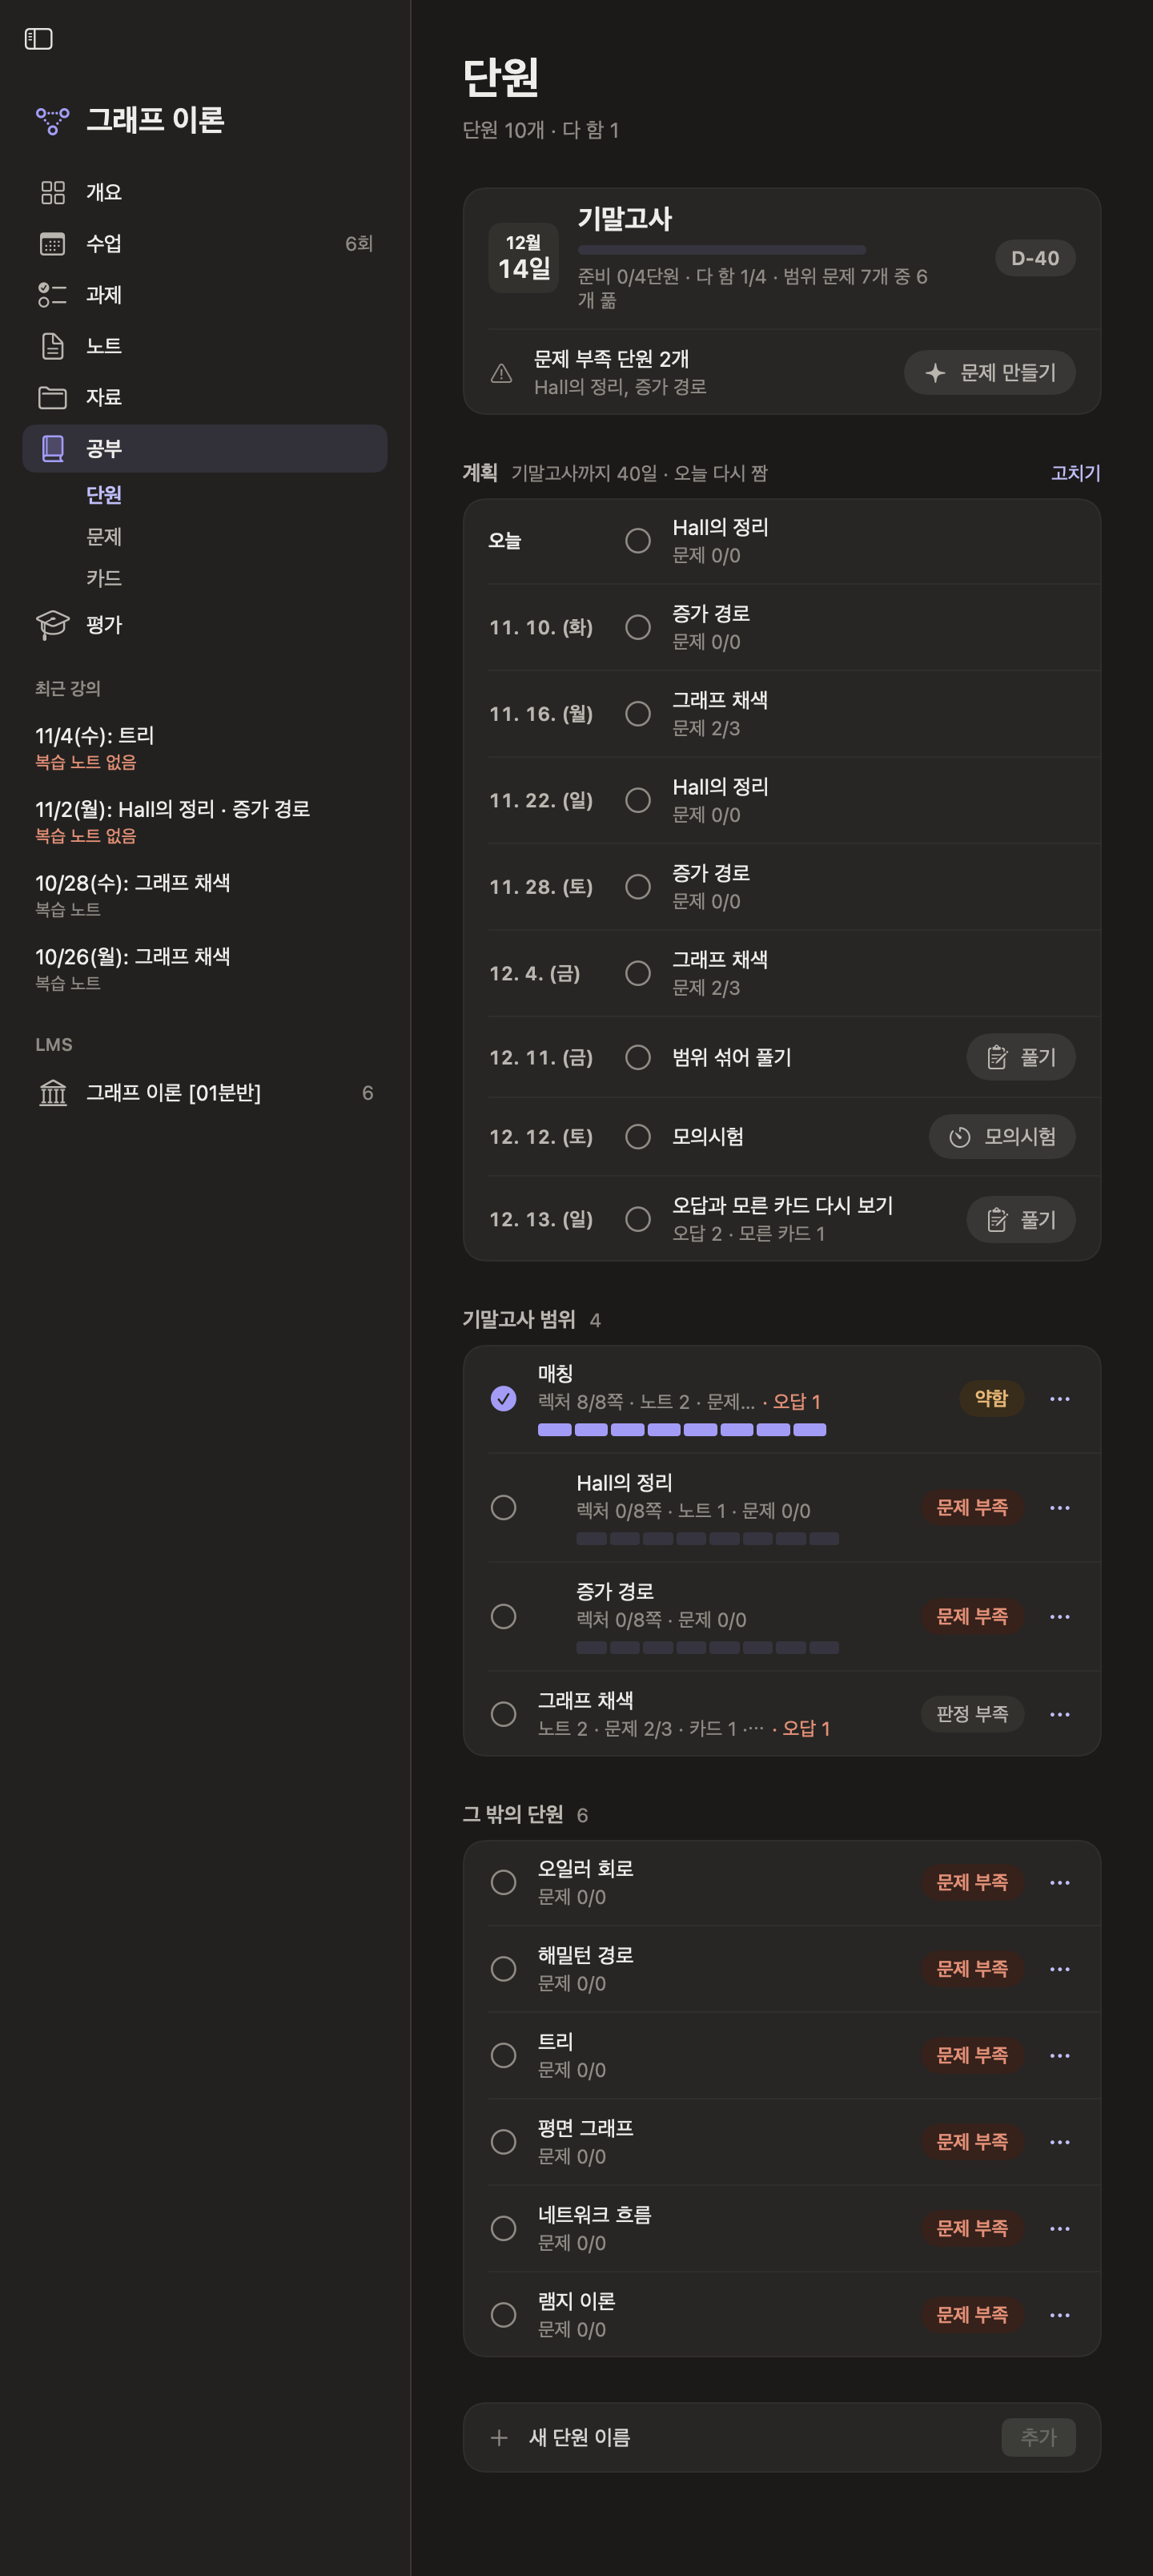 그래프 이론
개요
수업 6회
과제
노트
자료
공부
단원
문제
카드
평가
최근 강의
11/4(수): 트리
복습 노트 없음
11/2(월): Hall의 정리 · 증가 경로
복습 노트 없음
10/28(수): 그래프 채색
복습 노트
10/26(월): 그래프 채색
복습 노트
LMS
그래프 이론 [01분반] 6
단원
단원 10개 · 다 함 1
12월
14일
기말고사
준비 0/4단원 · 다 함 1/4 · 범위 문제 7개 중 6
개 풂
D-40
문제 부족 단원 2개
Hall의 정리, 증가 경로
문제 만들기
계획 기말고사까지 40일 · 오늘 다시 짬 고치기
오늘
Hall의 정리
문제 0/0
11. 10. (화)
증가 경로
문제 0/0
11. 16. (월)
그래프 채색
문제 2/3
11. 22. (일)
Hall의 정리
문제 0/0
11. 28. (토)
증가 경로
문제 0/0
12. 4. (금)
그래프 채색
문제 2/3
12. 11. (금) 범위 섞어 풀기 풀기
12. 12. (토) 모의시험 모의시험
12. 13. (일)
오답과 모른 카드 다시 보기
오답 2 · 모른 카드 1
풀기
기말고사 범위 4
매칭
렉처 8/8쪽 · 노트 2 · 문제... · 오답 1
약함
Hall의 정리
렉처 0/8쪽 · 노트 1 · 문제 0/0
문제 부족
증가 경로
렉처 0/8쪽 · 문제 0/0
문제 부족
그래프 채색
노트 2 · 문제 2/3 · 카드 1 ·... · 오답 1
판정 부족
그 밖의 단원 6
오일러 회로
문제 0/0
문제 부족
해밀턴 경로
문제 0/0
문제 부족
트리
문제 0/0
문제 부족
평면 그래프
문제 0/0
문제 부족
네트워크 흐름
문제 0/0
문제 부족
램지 이론
문제 0/0
문제 부족
새 단원 이름 추가